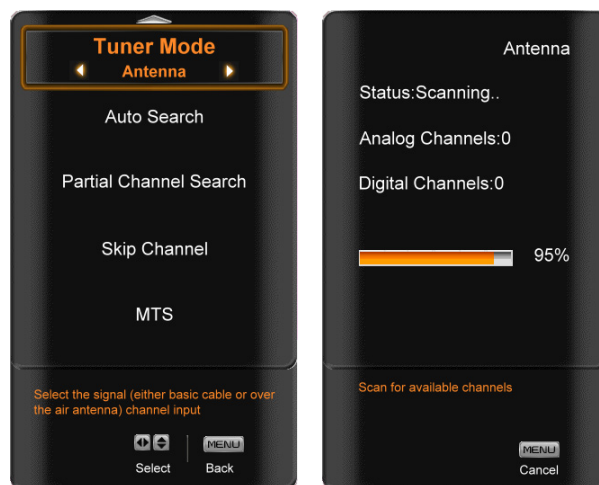 Tuner Mode
Antenna
Auto Search
Partial Channel Search
Skip Channel
MTS
Select the signal (either basic cable or over
the air antenna) channel input
MENU
Select Back
Antenna
Status:Scanning..
Analog Channels:0
Digital Channels:0
95%
Scan for available channels
MENU
Cancel